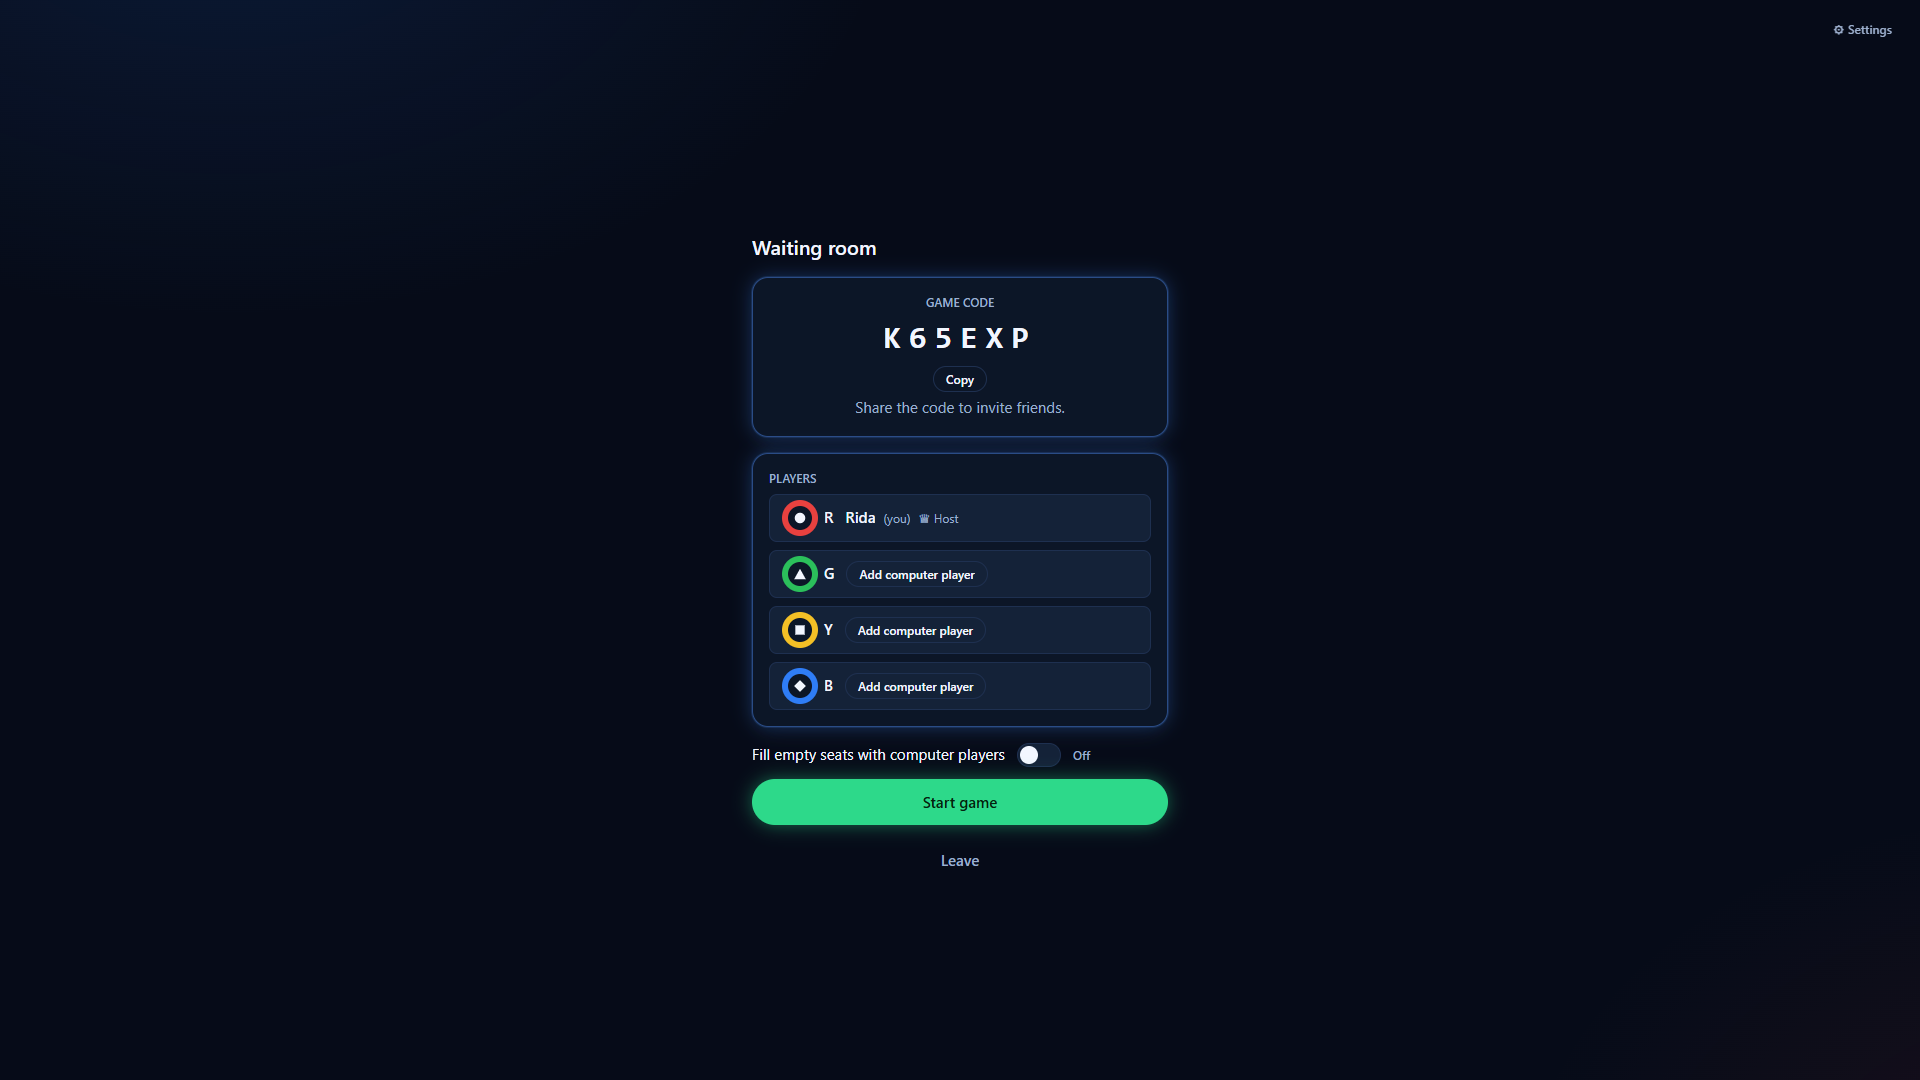 ⚙ Settings
Waiting room
GAME CODE
K65EXP
Copy
Share the code to invite friends.
PLAYERS
R Rida (you) ♛ Host
G Add computer player
Y Add computer player
B Add computer player
Fill empty seats with computer players Off
Start game
Leave